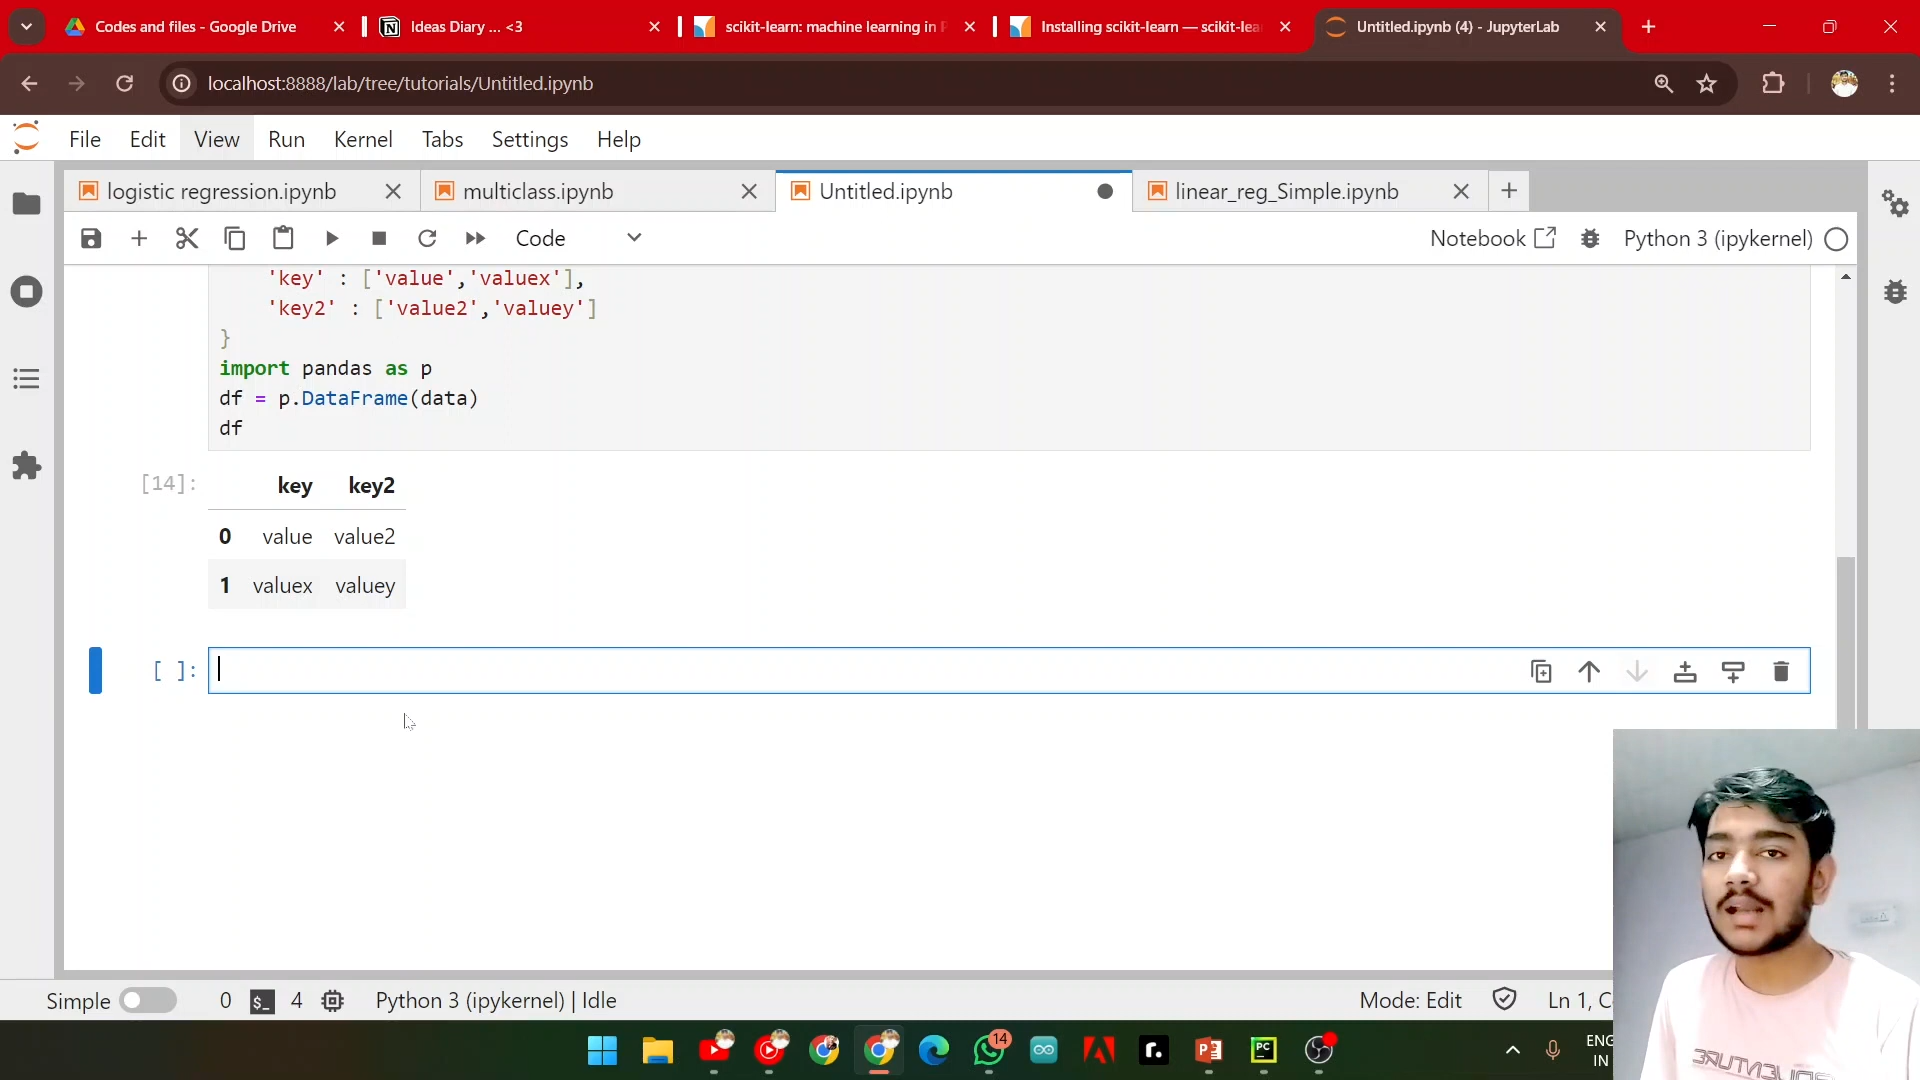 Codes and files - Google Drive
Ideas Diary ... <3
scikit-learn: machine learning in
Installing scikit-learn — scikit-lea
Untitled.ipynb (4) - JupyterLab
localhost:8888/lab/tree/tutorials/Untitled.ipynb
File Edit View Run Kernel Tabs Settings Help
logistic regression.ipynb
multiclass.ipynb
Untitled.ipynb
linear_reg_Simple.ipynb
Code
Notebook
Python 3 (ipykernel)
'key' : ['value','valuex'],
'key2' : ['value2','valuey']
}
import pandas as p
df = p.DataFrame(data)
df
[14]:
key key2
0 value value2
1 valuex valuey
[ ]:
Simple 0 4 Python 3 (ipykernel) | Idle
Mode: Edit Ln 1, C
14
ENG
IN